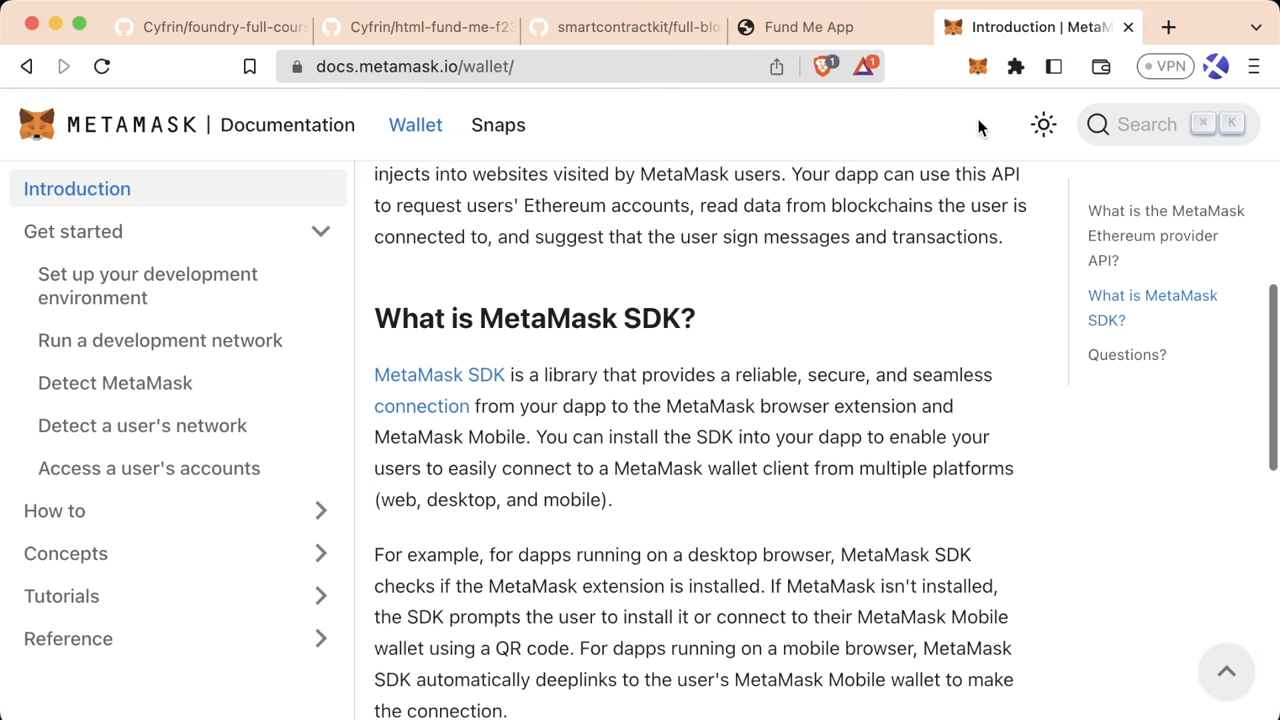 Cyfrin/foundry-full-cours
Cyfrin/html-fund-me-f23
smartcontractkit/full-blo
Fund Me App
Introduction | MetaM
docs.metamask.io/wallet/
1
1
VPN
METAMASK | Documentation
Wallet
Snaps
Search
⌘ K
Introduction
Get started
Set up your development
environment
Run a development network
Detect MetaMask
Detect a user's network
Access a user's accounts
How to
Concepts
Tutorials
Reference
injects into websites visited by MetaMask users. Your dapp can use this API
to request users' Ethereum accounts, read data from blockchains the user is
connected to, and suggest that the user sign messages and transactions.
What is MetaMask SDK?
MetaMask SDK is a library that provides a reliable, secure, and seamless
connection from your dapp to the MetaMask browser extension and
MetaMask Mobile. You can install the SDK into your dapp to enable your
users to easily connect to a MetaMask wallet client from multiple platforms
(web, desktop, and mobile).
For example, for dapps running on a desktop browser, MetaMask SDK
checks if the MetaMask extension is installed. If MetaMask isn't installed,
the SDK prompts the user to install it or connect to their MetaMask Mobile
wallet using a QR code. For dapps running on a mobile browser, MetaMask
SDK automatically deeplinks to the user's MetaMask Mobile wallet to make
the connection.
What is the MetaMask
Ethereum provider
API?
What is MetaMask
SDK?
Questions?